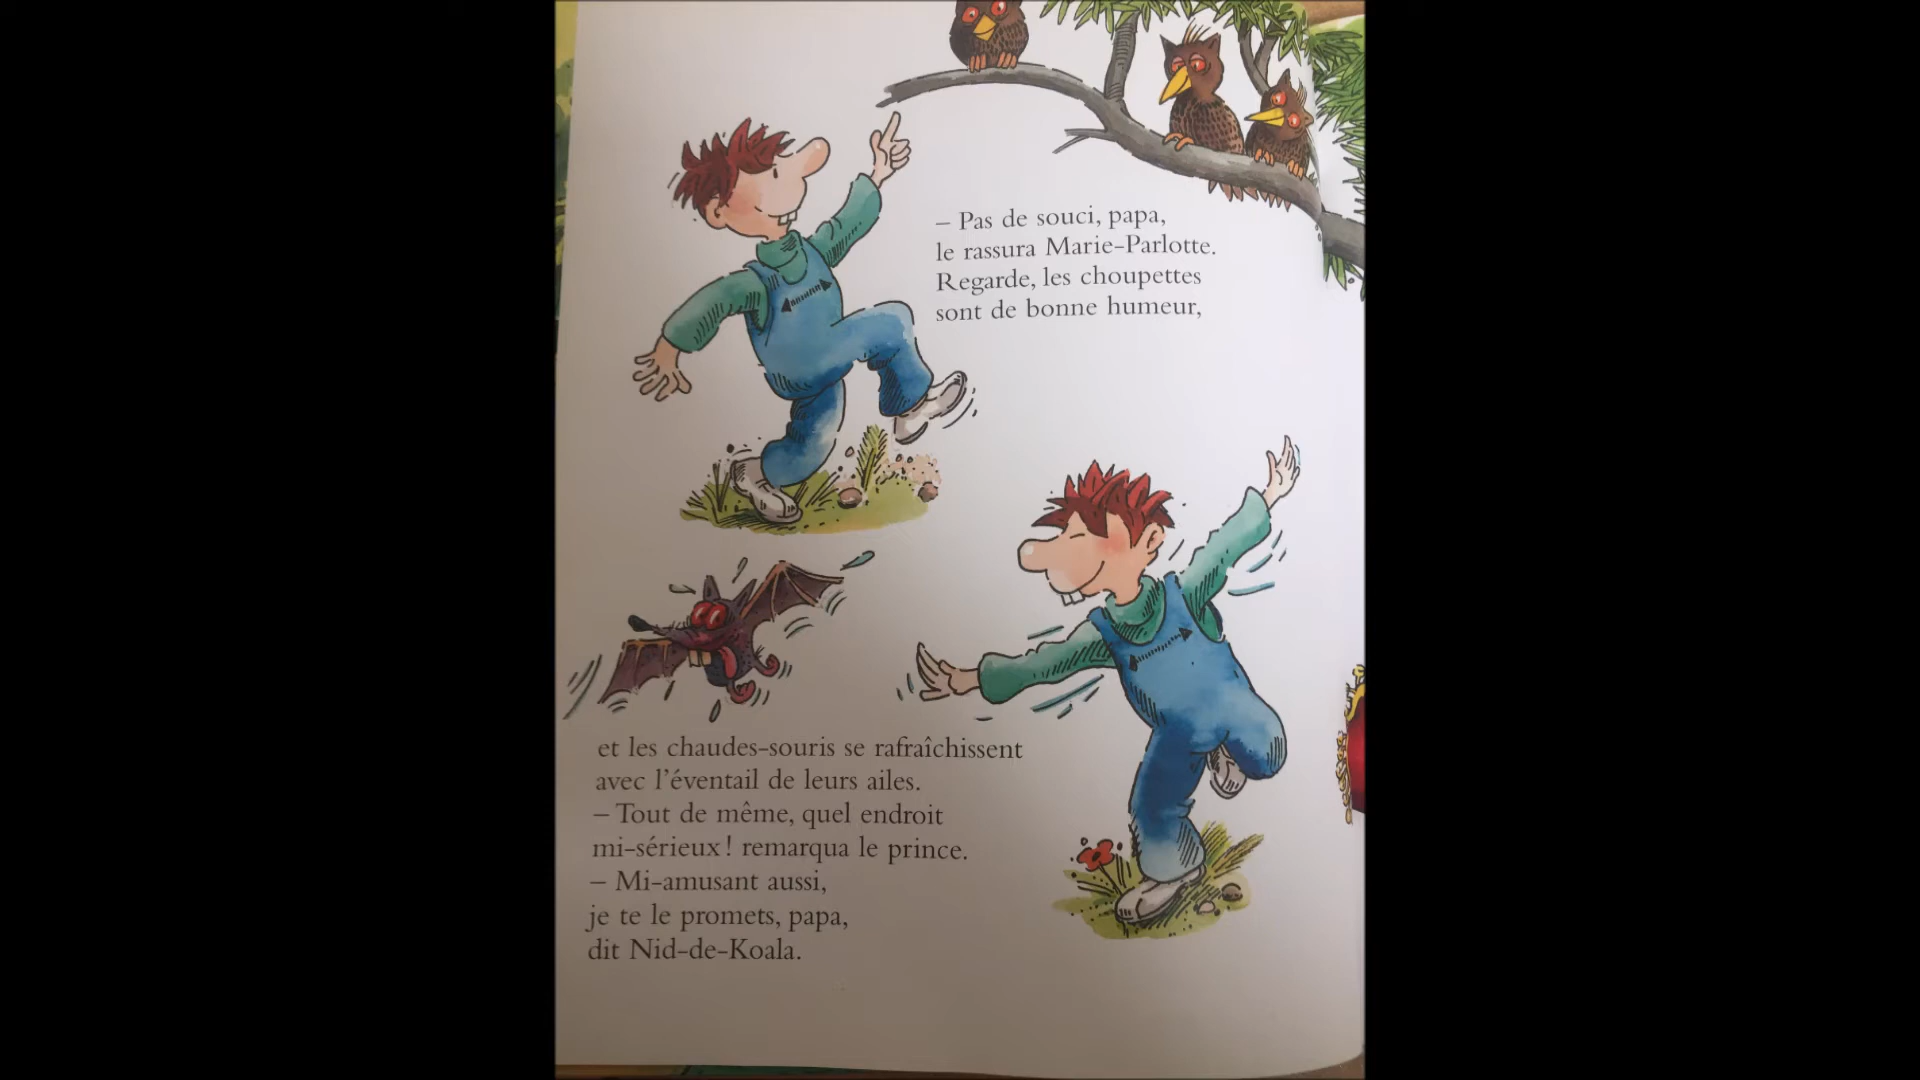 – Pas de souci, papa,
le rassura Marie-Parlotte.
Regarde, les choupettes
sont de bonne humeur,
et les chaudes-souris se rafraîchissent
avec l'éventail de leurs ailes.
– Tout de même, quel endroit
mi-sérieux ! remarqua le prince.
– Mi-amusant aussi,
je te le promets, papa,
dit Nid-de-Koala.